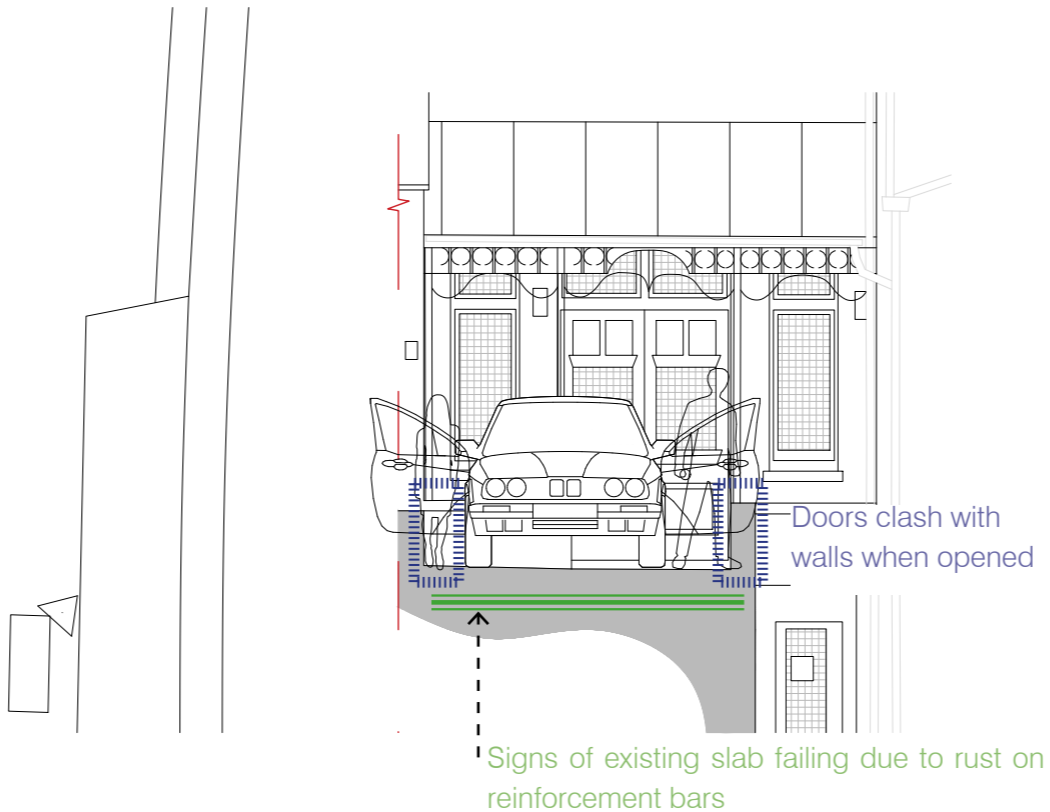 Doors clash with
walls when opened
Signs of existing slab failing due to rust on
reinforcement bars